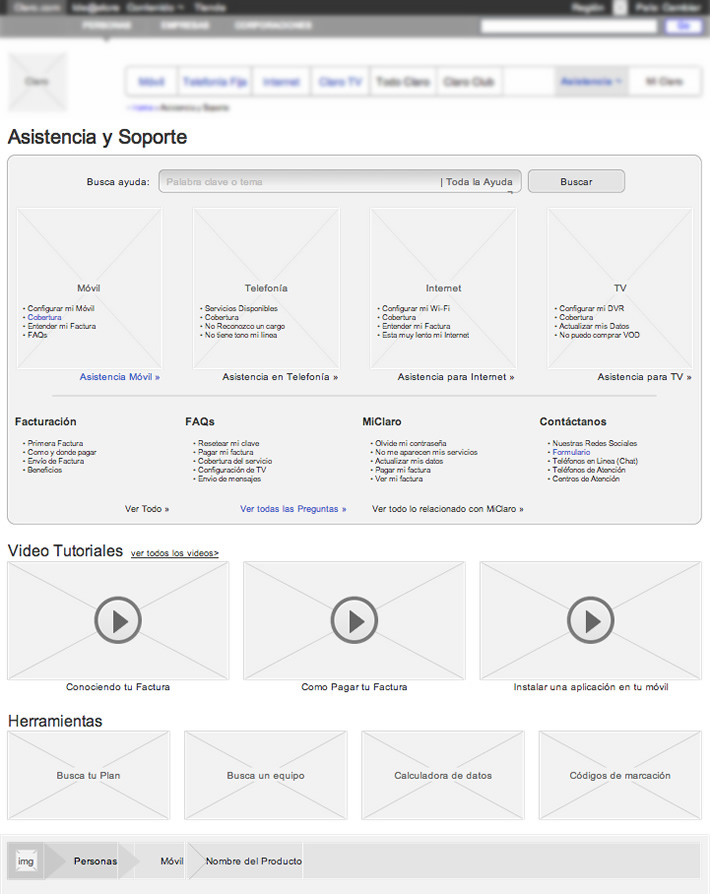 Claro.com Ideas Contenido Tienda Región País: Cambiar
PERSONAS EMPRESAS CORPORACIONES
Claro Móvil Telefonía Fija Internet Claro TV Todo Claro Claro Club Asistencia Mi Claro
Asistencia y Soporte
Asistencia y Soporte
Busca ayuda: Palabra clave o tema | Toda la Ayuda Buscar
Móvil
• Configurar mi Móvil
• Cobertura
• Entender mi Factura
• FAQs
Asistencia Móvil »
Telefonía
• Servicios Disponibles
• Cobertura
• No Reconozco un cargo
• No tiene tono mi linea
Asistencia en Telefonía »
Internet
• Configurar mi Wi-Fi
• Cobertura
• Entender mi Factura
• Esta muy lento mi Internet
Asistencia para Internet »
TV
• Configurar mi DVR
• Cobertura
• Actualizar mis Datos
• No puedo comprar VOD
Asistencia para TV »
Facturación
• Primera Factura
• Como y donde pagar
• Envío de Factura
• Beneficios
Ver Todo »
FAQs
• Resetear mi clave
• Pagar mi factura
• Cobertura del servicio
• Configuración de TV
• Envio de mensajes
Ver todas las Preguntas »
MiClaro
• Olvide mi contraseña
• No me aparecen mis servicios
• Actualizar mis datos
• Pagar mi factura
• Ver mi factura
Ver todo lo relacionado con MiClaro »
Contáctanos
• Nuestras Redes Sociales
• Formulario
• Teléfonos en Linea (Chat)
• Teléfonos de Atención
• Centros de Atención
Video Tutoriales ver todos los videos>
Conociendo tu Factura
Como Pagar tu Factura
Instalar una aplicación en tu móvil
Herramientas
Busca tu Plan
Busca un equipo
Calculadora de datos
Códigos de marcación
img Personas Móvil Nombre del Producto